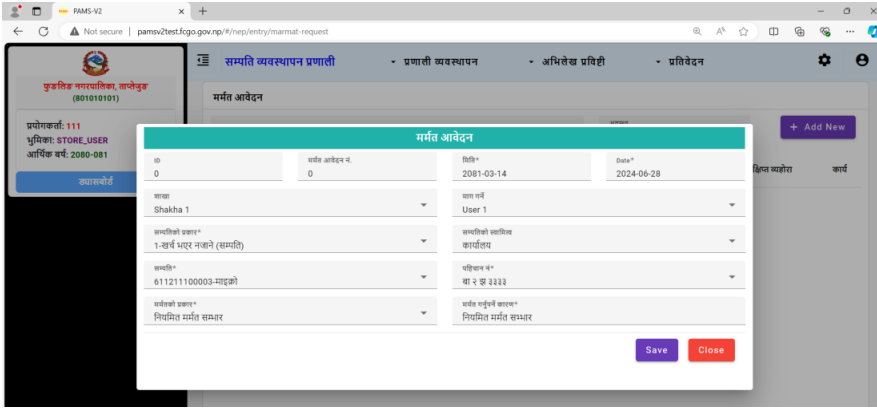 PAMS-V2
Not secure | pamsv2test.fcgo.gov.np/#/nep/entry/marmat-request
फुङलिङ नगरपालिका, ताप्लेजुङ
(801010101)
प्रयोगकर्ता: 111
भुमिका: STORE_USER
आर्थिक बर्ष: 2080-081
ड्यासबोर्ड
सम्पति व्यवस्थापन प्रणाली
प्रणाली व्यवस्थापन
अभिलेख प्रविष्टी
प्रतिवेदन
मर्मत आवेदन
+ Add New
क्षिप्त व्यहोरा कार्य
मर्मत आवेदन
ID मर्मत आवेदन नं. मिति* Date*
0 0 2081-03-14 2024-06-28
शाखा माग गर्ने
Shakha 1 User 1
सम्पतिको प्रकार* सम्पतिको स्वामित्व
1-खर्च भएर नजाने (सम्पति) कार्यालय
सम्पति* पहिचान नं*
611211100003-माइक्रो बा २ झ ३३३३
मर्मतको प्रकार* मर्मत गर्नुपर्ने कारण*
नियमित मर्मत सम्भार नियमित मर्मत सम्भार
Save Close